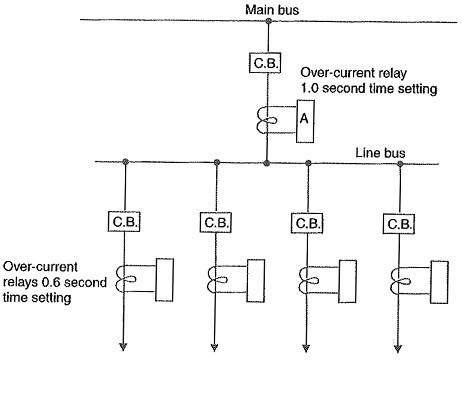 Main bus
C.B.
Over-current relay
1.0 second time setting
A
Line bus
C.B.
C.B.
C.B.
C.B.
Over-current
relays 0.6 second
time setting